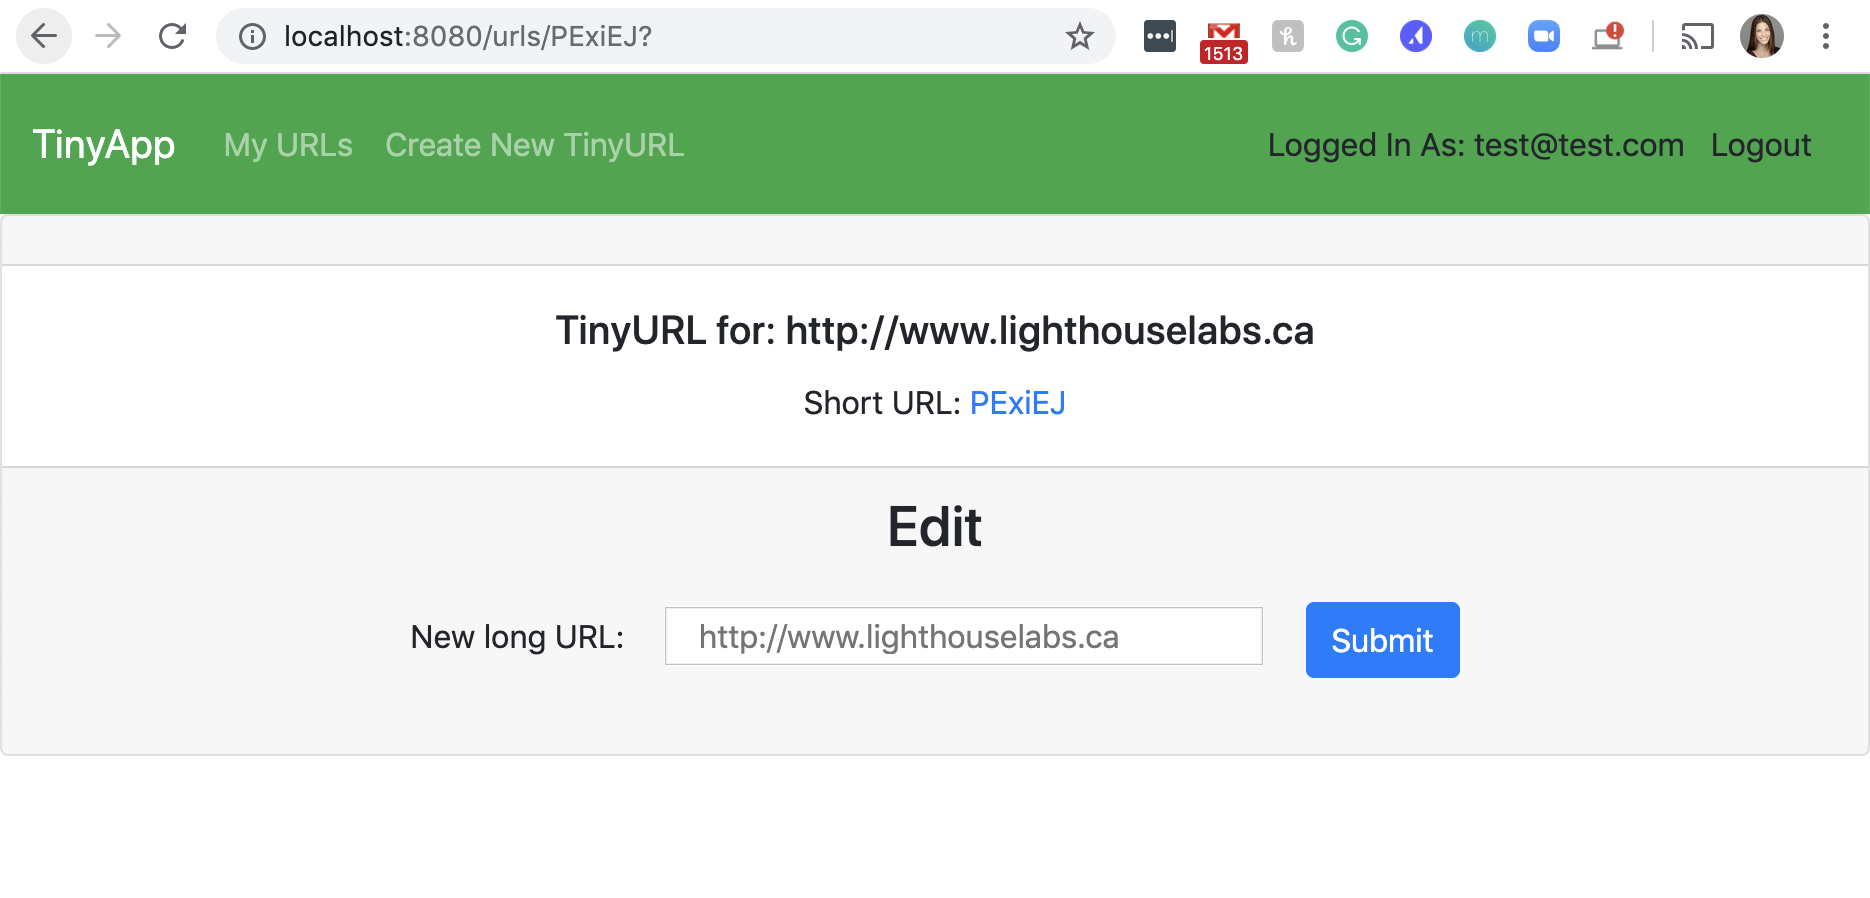 localhost:8080/urls/PExiEJ?
1513
TinyApp My URLs Create New TinyURL Logged In As: test@test.com Logout
TinyURL for: http://www.lighthouselabs.ca
Short URL: PExiEJ
Edit
New long URL: http://www.lighthouselabs.ca Submit